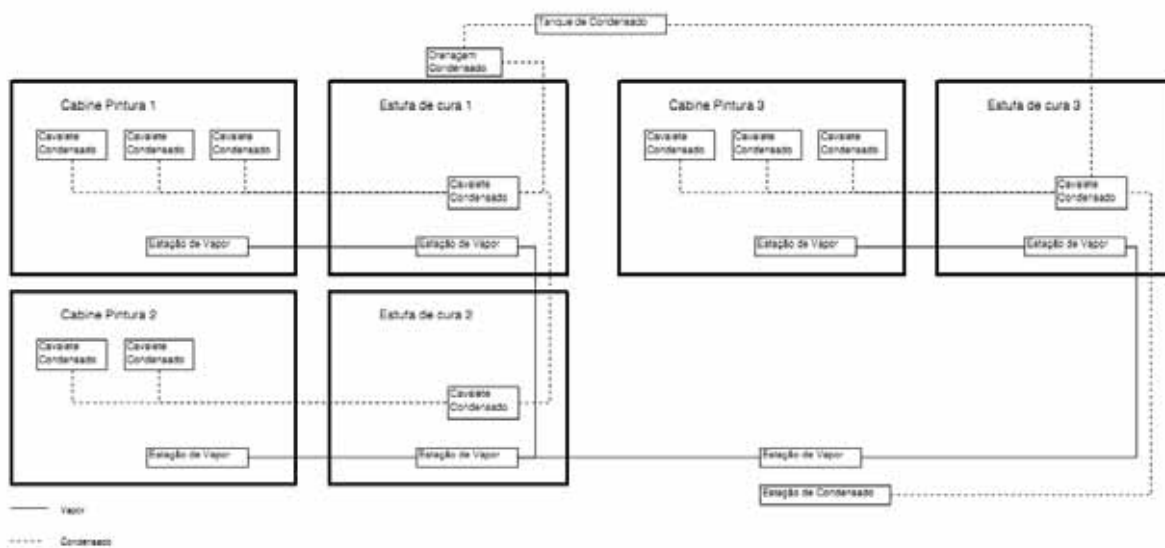 Tanque de Condensado
Drenagem
Condensado
Cabine Pintura 1
Cavalete
Condensado
Cavalete
Condensado
Cavalete
Condensado
Estação de Vapor
Estufa de cura 1
Cavalete
Condensado
Estação de Vapor
Cabine Pintura 3
Cavalete
Condensado
Cavalete
Condensado
Cavalete
Condensado
Estação de Vapor
Estufa de cura 3
Cavalete
Condensado
Estação de Vapor
Cabine Pintura 2
Cavalete
Condensado
Cavalete
Condensado
Estação de Vapor
Estufa de cura 2
Cavalete
Condensado
Estação de Vapor
Estação de Vapor
Estação de Condensado
Vapor
Condensado